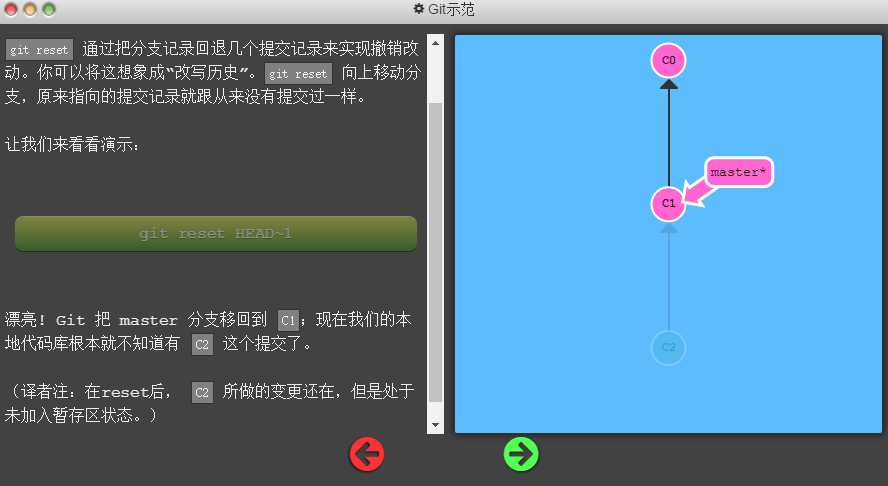 Git示范
git reset 通过把分支记录回退几个提交记录来实现撤销改
动。你可以将这想象成“改写历史”。git reset 向上移动分
支，原来指向的提交记录就跟从来没有提交过一样。
让我们来看看演示：
git reset HEAD~1
漂亮! Git 把 master 分支移回到 C1；现在我们的本
地代码库根本就不知道有 C2 这个提交了。
（译者注：在reset后， C2 所做的变更还在，但是处于
未加入暂存区状态。）
C0
master*
C1
C2